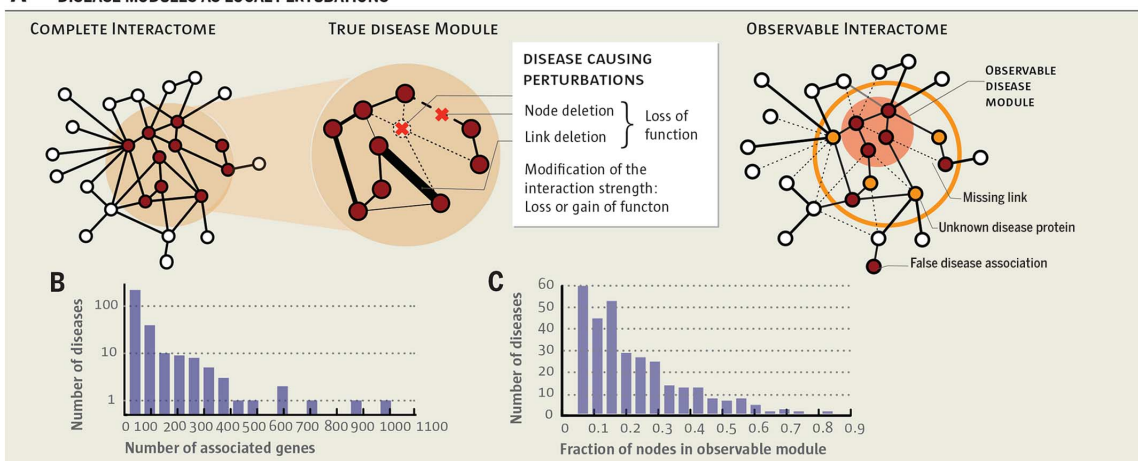 A DISEASE MODULES AS LOCAL PERTUBATIONS
COMPLETE INTERACTOME
TRUE DISEASE MODULE
OBSERVABLE INTERACTOME
DISEASE CAUSING
PERTURBATIONS
Node deletion
Link deletion
Loss of
function
Modification of the
interaction strength:
Loss or gain of functon
OBSERVABLE
DISEASE
MODULE
Missing link
Unknown disease protein
False disease association
B
Number of diseases
100
10
1
0 100 200 300 400 500 600 700 800 900 1000 1100
Number of associated genes
C
Number of diseases
60
50
40
30
20
10
0
0 0.1 0.2 0.3 0.4 0.5 0.6 0.7 0.8 0.9
Fraction of nodes in observable module